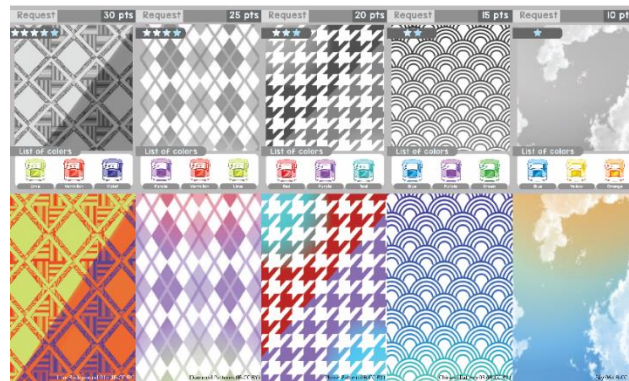 Request 30 pts
List of colors
Lime Vermilion Violet
Request 25 pts
List of colors
Purple Vermilion Lime
Request 20 pts
List of colors
Red Purple Teal
Request 15 pts
List of colors
Blue Purple Green
Request 10 pts
List of colors
Blue Yellow Orange